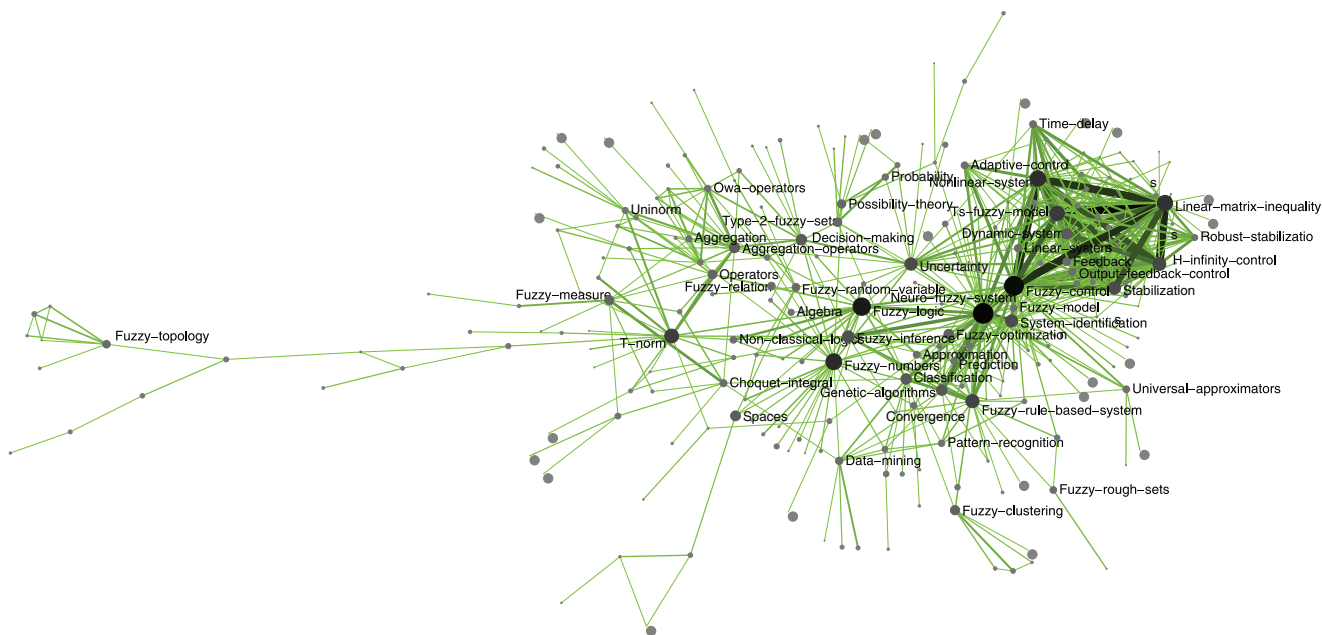 Time-delay
Adaptive-contrd
Probability
Nonlinear-system
s
Owa-operators
Possibility-theory
Linear-matrix-inequality
Uninorm
Type-2-fuzzy-sets
Ts-fuzzy-model
Dynamic-system
s
Robust-stabilizatio
Aggregation
Decision-making
Aggregation-operators
Linear-system
Feedback
H-infinity-control
Uncertainty
Output-feedback-control
Operators
Fuzzy-relation
Fuzzy-random-variable
Fuzzy-control
Stabilization
Fuzzy-measure
Neuro-fuzzy-system
Algebra
Fuzzy-logic
Fuzzy-model
s
System-identification
Fuzzy-topology
T-norm
Non-classical-logics
Fuzzy-inference
Fuzzy-optimization
Approximation
Fuzzy-numbers
Prediction
Choquet-integral
Classification
Genetic-algorithms
Universal-approximators
Spaces
Convergence
Fuzzy-rule-based-system
Pattern-recognition
Data-mining
Fuzzy-rough-sets
Fuzzy-clustering